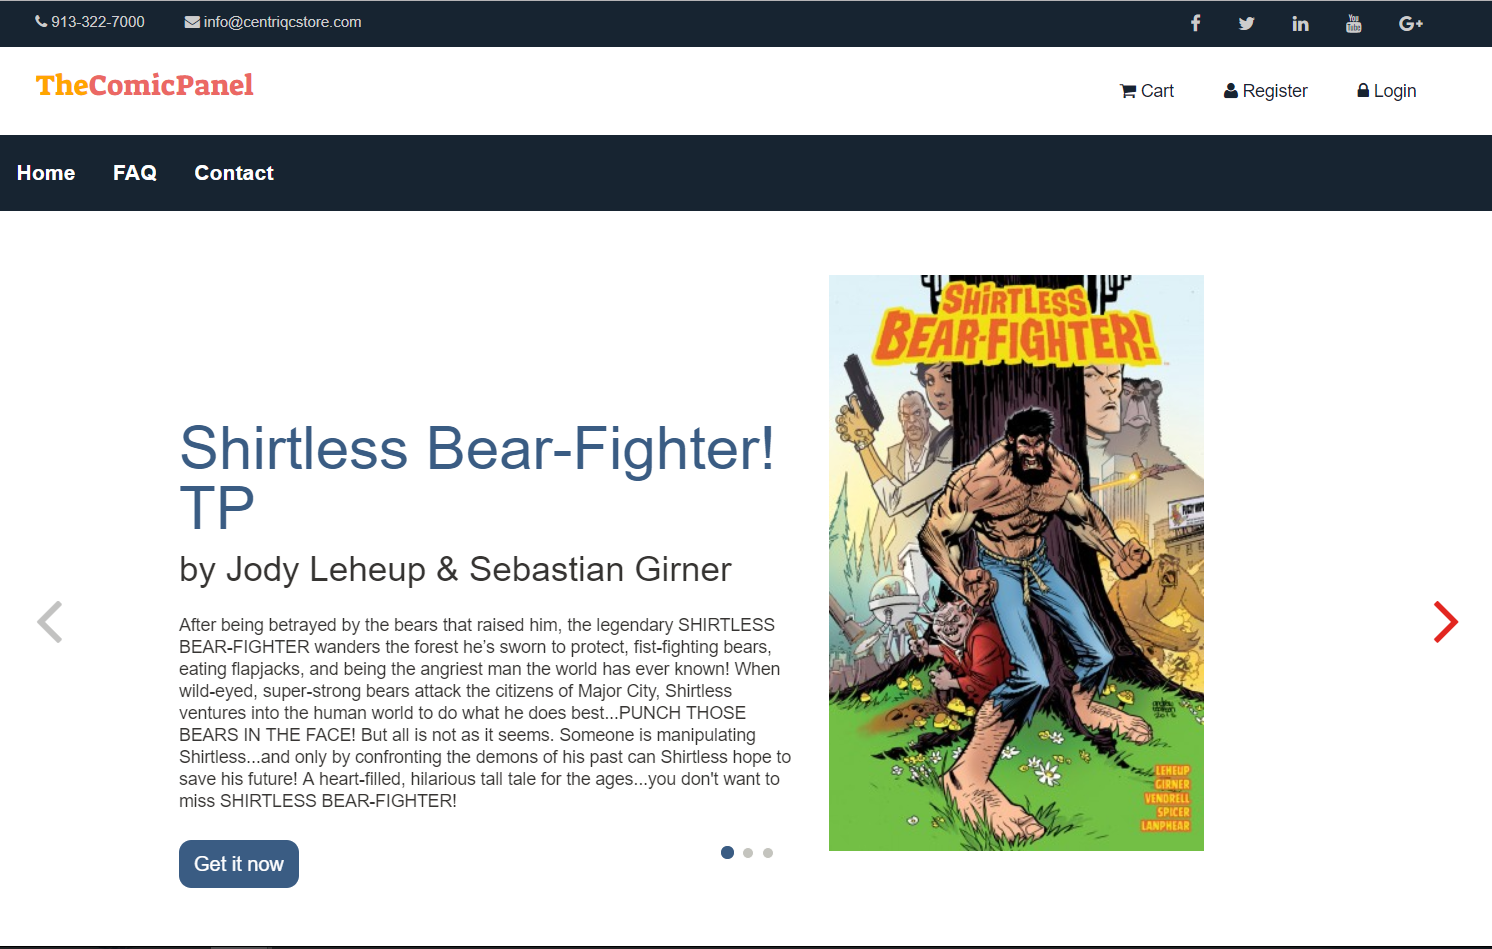 913-322-7000 info@centriqcstore.com
TheComicPanel
Cart Register Login
Home FAQ Contact
SHIRTLESS
BEAR-FIGHTER!
Shirtless Bear-Fighter!
TP
by Jody Leheup & Sebastian Girner
After being betrayed by the bears that raised him, the legendary SHIRTLESS
BEAR-FIGHTER wanders the forest he’s sworn to protect, fist-fighting bears,
eating flapjacks, and being the angriest man the world has ever known! When
wild-eyed, super-strong bears attack the citizens of Major City, Shirtless
ventures into the human world to do what he does best...PUNCH THOSE
BEARS IN THE FACE! But all is not as it seems. Someone is manipulating
Shirtless...and only by confronting the demons of his past can Shirtless hope to
save his future! A heart-filled, hilarious tall tale for the ages...you don't want to
miss SHIRTLESS BEAR-FIGHTER!
LEHEUP
GIRNER
VENDRELL
SPICER
LANPHEAR
Get it now